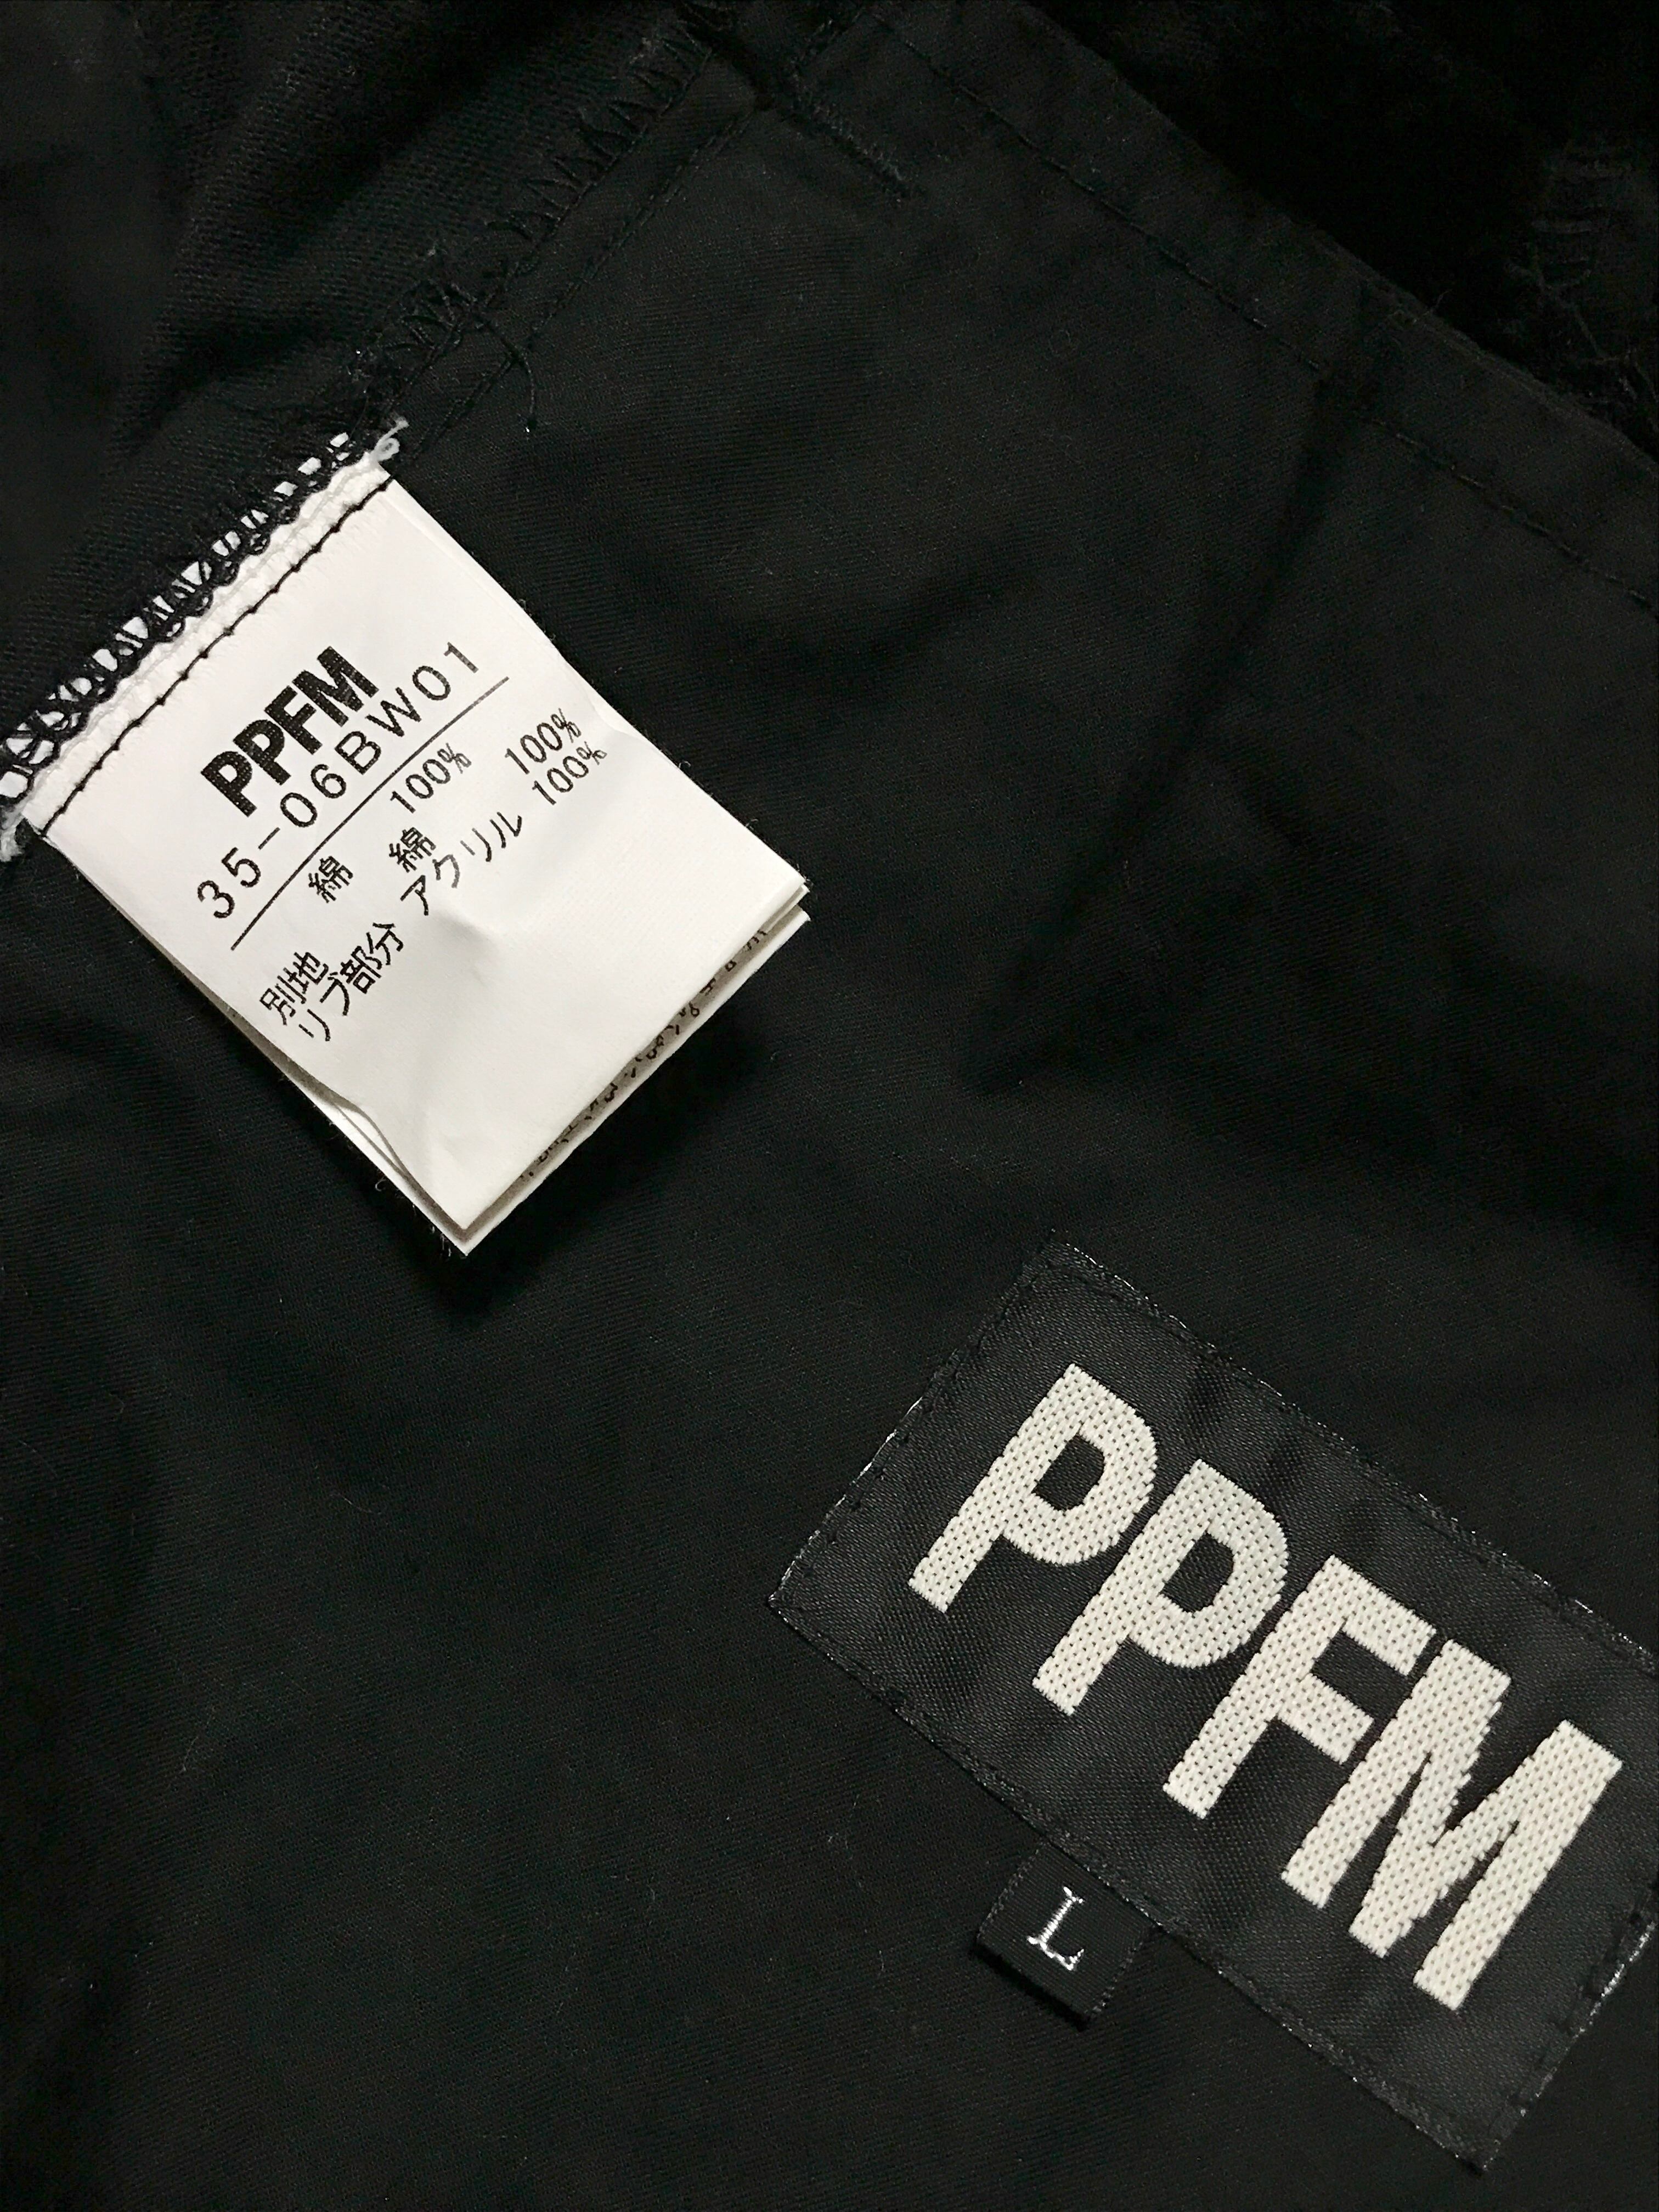 PPFM
35-06BW01
綿 100%
別地 綿 100%
リブ部分 アクリル 100%
PPFM
L